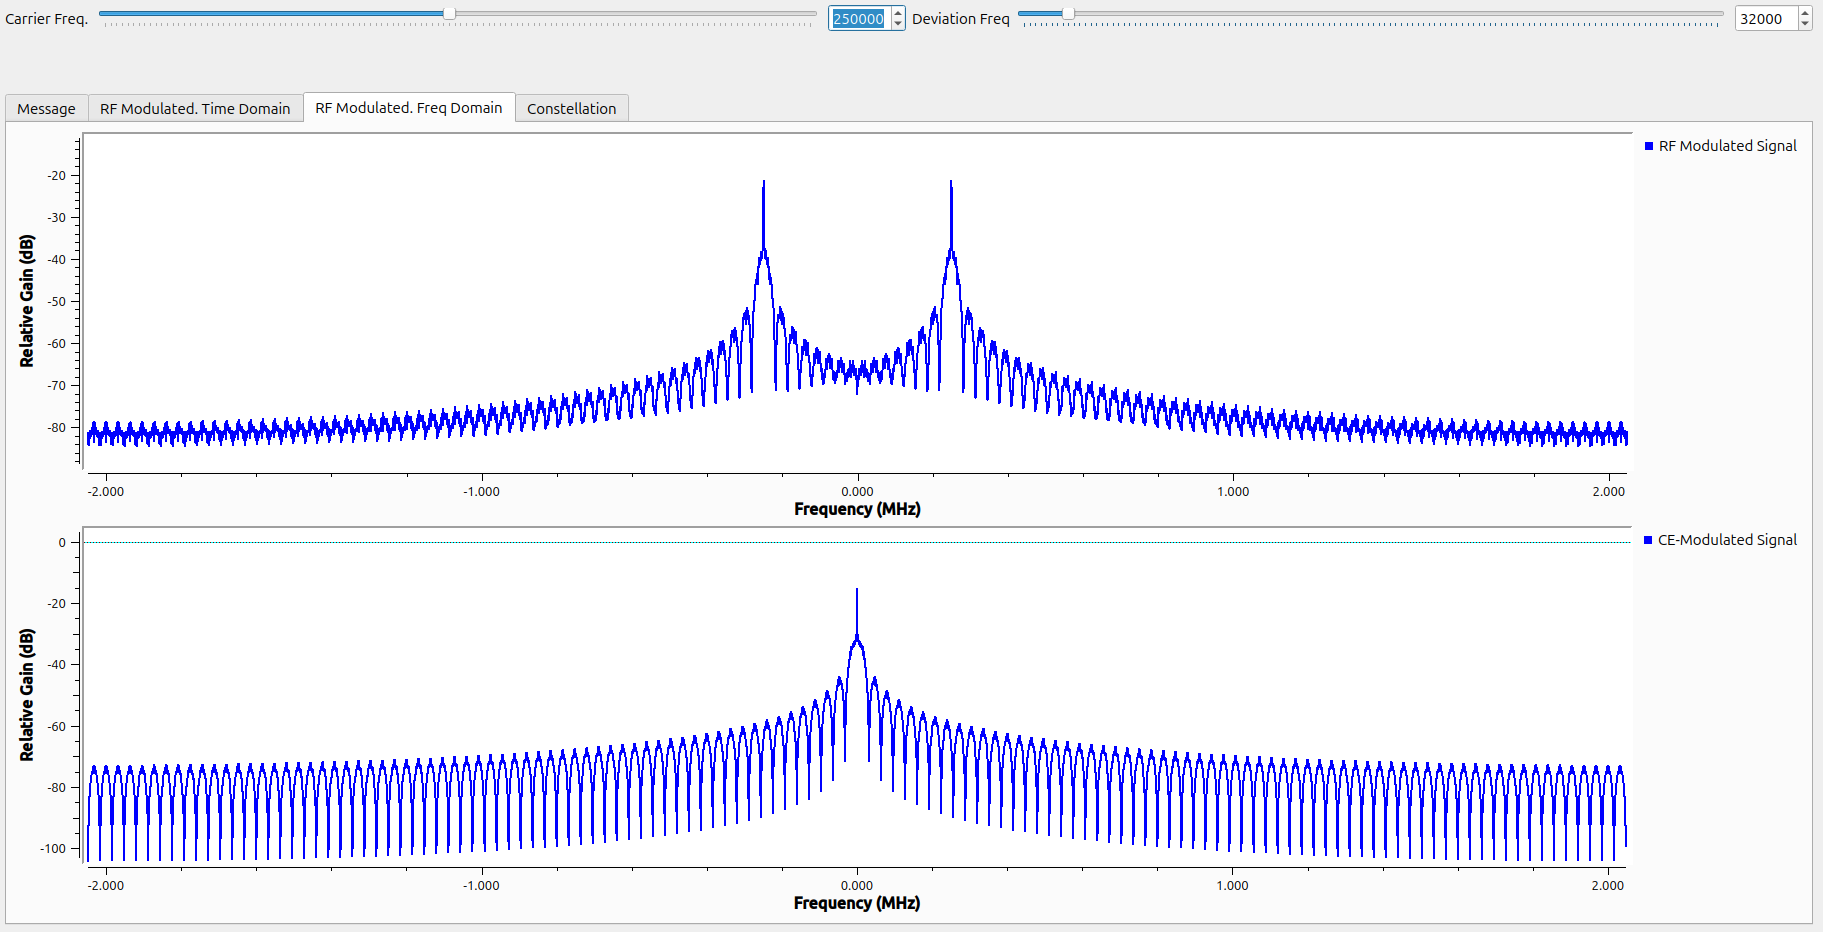 Carrier Freq. 250000 Deviation Freq 32000
Message RF Modulated. Time Domain RF Modulated. Freq Domain Constellation
RF Modulated Signal
Relative Gain (dB)
-20
-30
-40
-50
-60
-70
-80
-2.000 -1.000 0.000 1.000 2.000
Frequency (MHz)
CE-Modulated Signal
Relative Gain (dB)
0
-20
-40
-60
-80
-100
-2.000 -1.000 0.000 1.000 2.000
Frequency (MHz)